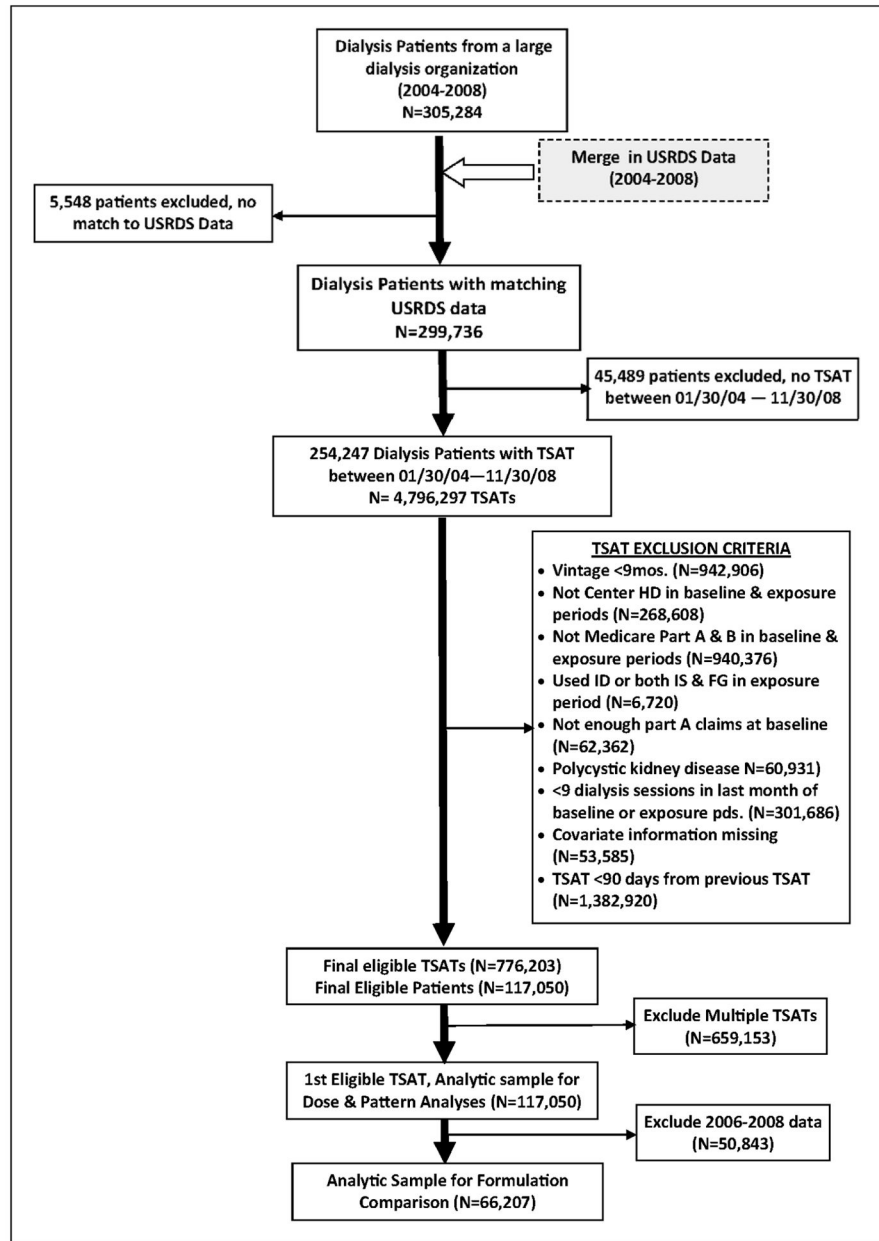 Dialysis Patients from a large
dialysis organization
(2004-2008)
N=305,284
Merge in USRDS Data
(2004-2008)
5,548 patients excluded, no
match to USRDS Data
Dialysis Patients with matching
USRDS data
N=299,736
45,489 patients excluded, no TSAT
between 01/30/04 — 11/30/08
254,247 Dialysis Patients with TSAT
between 01/30/04—11/30/08
N= 4,796,297 TSATs
TSAT EXCLUSION CRITERIA
• Vintage <9mos. (N=942,906)
• Not Center HD in baseline & exposure
periods (N=268,608)
• Not Medicare Part A & B in baseline &
exposure periods (N=940,376)
• Used ID or both IS & FG in exposure
period (N=6,720)
• Not enough part A claims at baseline
(N=62,362)
• Polycystic kidney disease N=60,931)
• <9 dialysis sessions in last month of
baseline or exposure pds. (N=301,686)
• Covariate information missing
(N=53,585)
• TSAT <90 days from previous TSAT
(N=1,382,920)
Final eligible TSATs (N=776,203)
Final Eligible Patients (N=117,050)
Exclude Multiple TSATs
(N=659,153)
1st Eligible TSAT, Analytic sample for
Dose & Pattern Analyses (N=117,050)
Exclude 2006-2008 data
(N=50,843)
Analytic Sample for Formulation
Comparison (N=66,207)